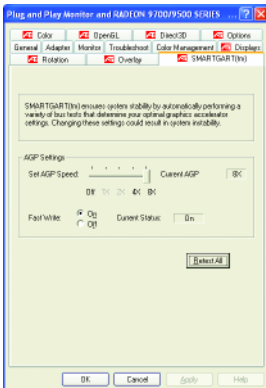 Plug and Play Monitor and RADEON 9700/9500 SERIES ...
Color OpenGL Direct3D Options
General Adapter Monitor Troubleshoot Color Management Displays
Rotation Overlay SMARTGART(tm)
SMARTGART(tm) ensures system stability by automatically performing a
variety of bus tests that determine your optimal graphics accelerator
settings. Changing these settings could result in system instability.
AGP Settings
Set AGP Speed: Current AGP 8X
Off 1X 2X 4X 8X
Fast Write: On Current Status: On
Off
Retest All
OK Cancel Apply Help